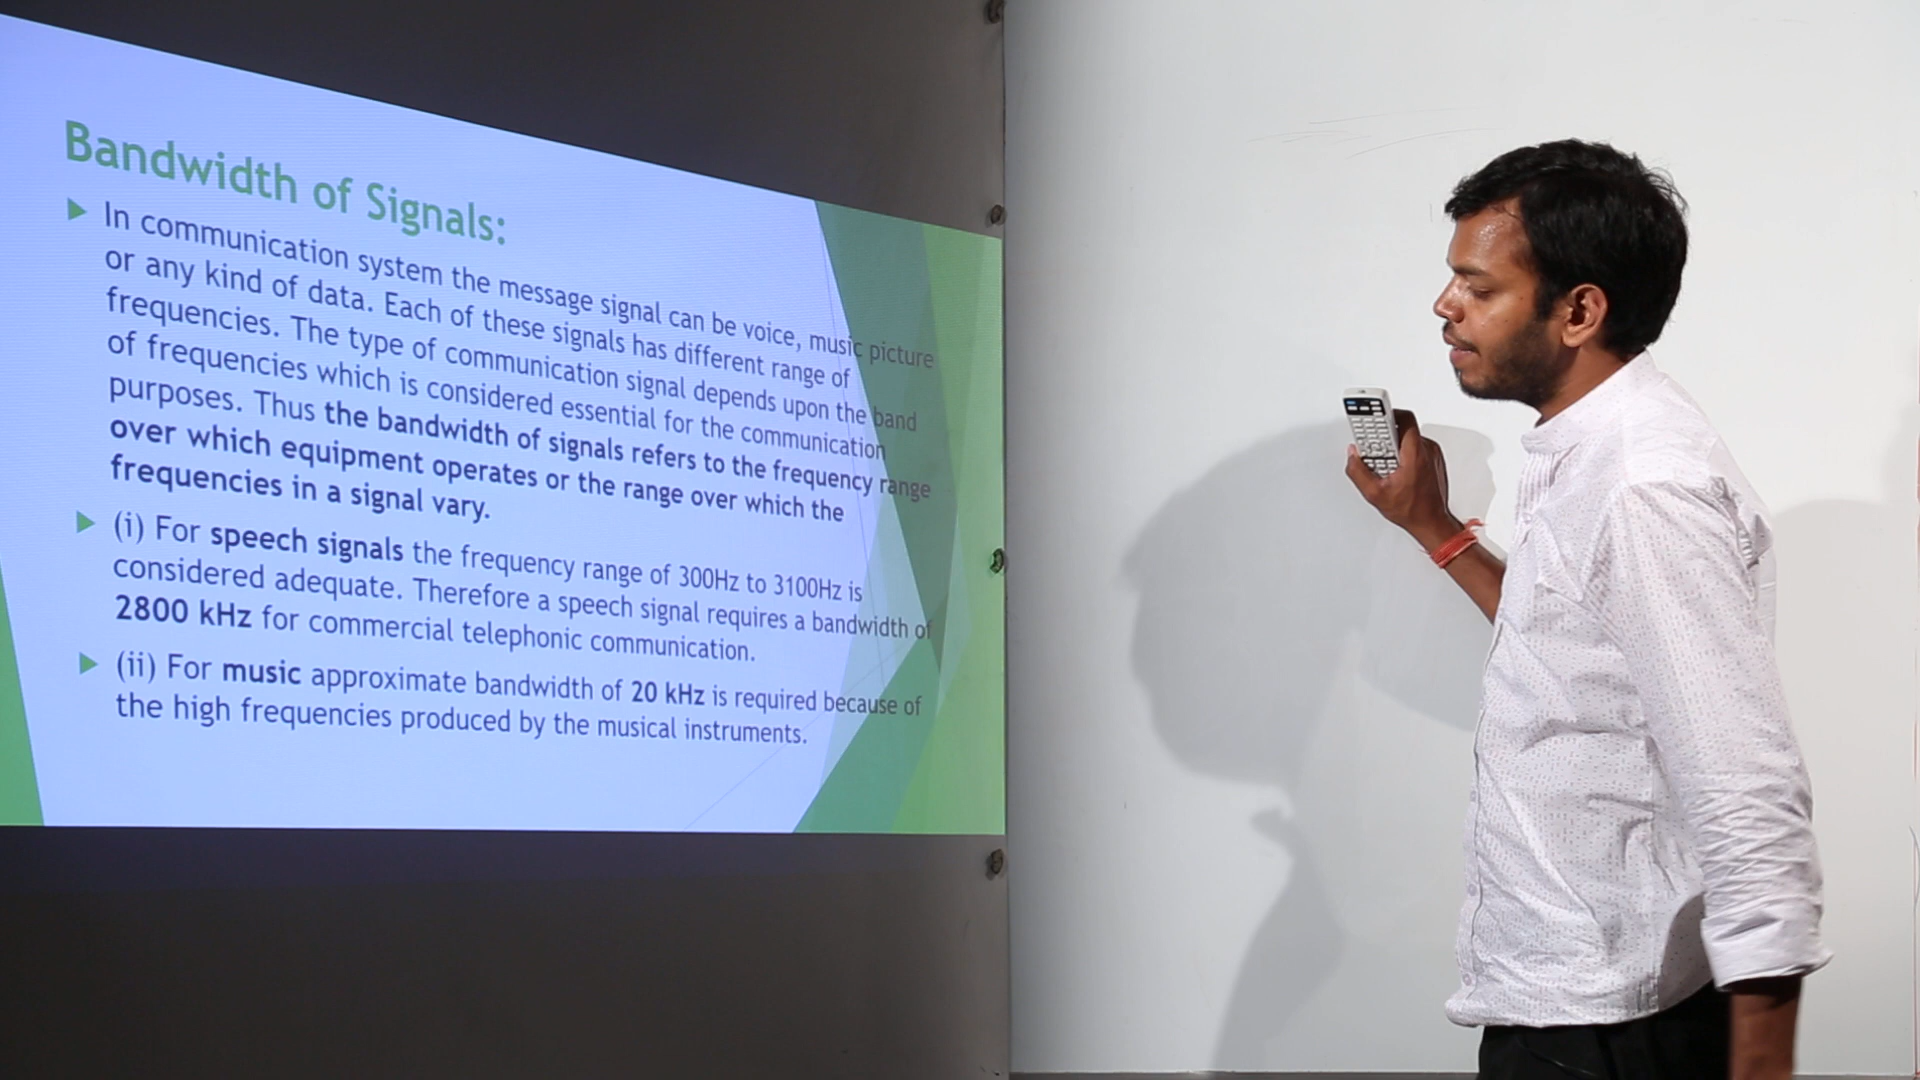 Bandwidth of Signals:
In communication system the message signal can be voice, music picture
or any kind of data. Each of these signals has different range of
frequencies. The type of communication signal depends upon the band
of frequencies which is considered essential for the communication
purposes. Thus the bandwidth of signals refers to the frequency range
over which equipment operates or the range over which the
frequencies in a signal vary.
(i) For speech signals the frequency range of 300Hz to 3100Hz is
considered adequate. Therefore a speech signal requires a bandwidth of
2800 kHz for commercial telephonic communication.
(ii) For music approximate bandwidth of 20 kHz is required because of
the high frequencies produced by the musical instruments.